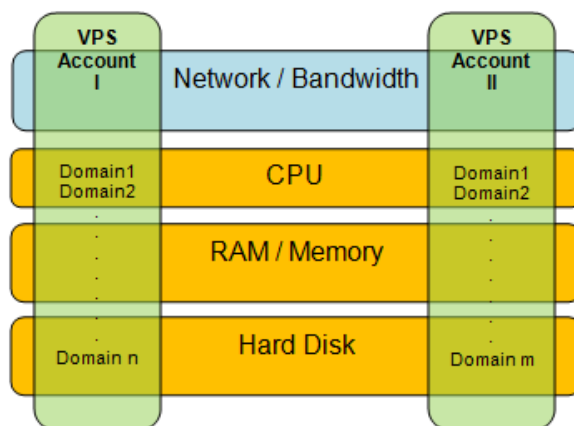 VPS
Account
I
Domain1
Domain2
.
.
.
.
.
.
.
.
Domain n
Network / Bandwidth
CPU
RAM / Memory
Hard Disk
VPS
Account
II
Domain1
Domain2
.
.
.
.
.
.
.
.
Domain m